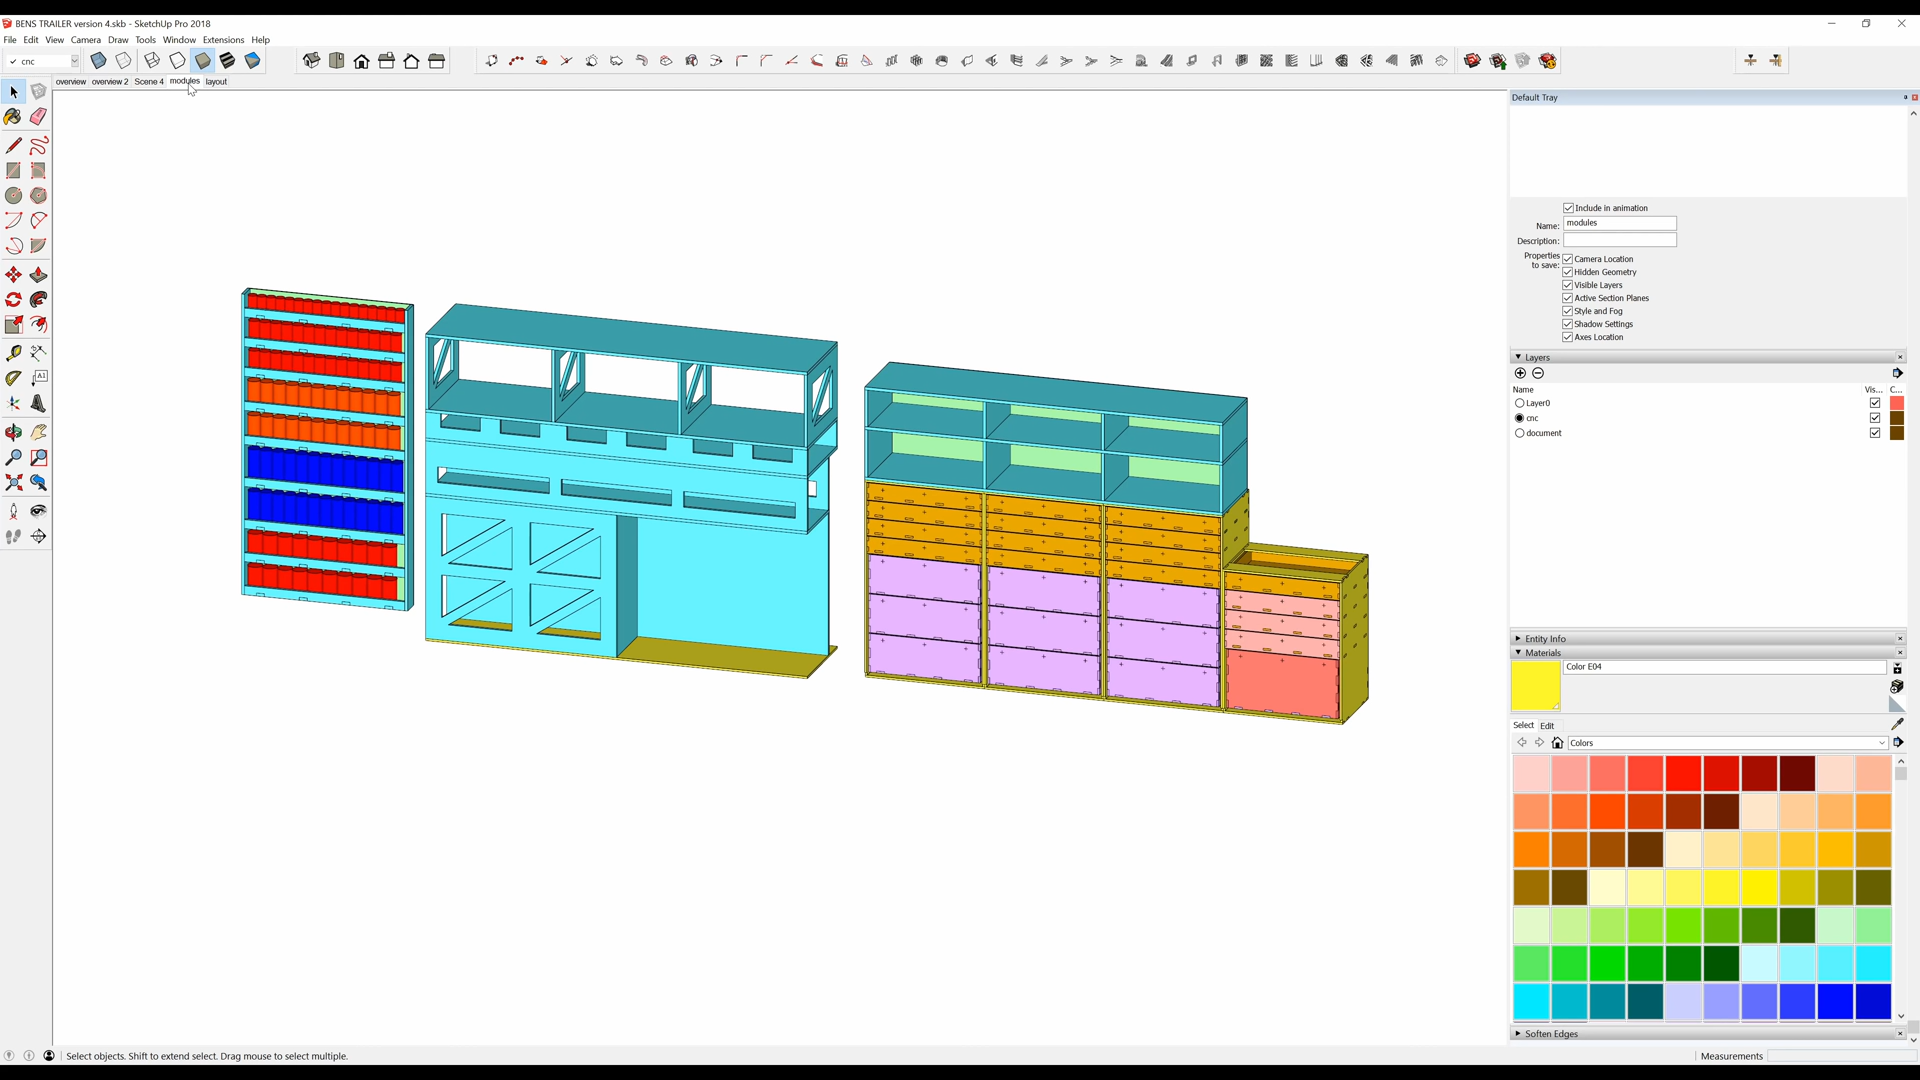 BENS TRAILER version 4.skb - SketchUp Pro 2018
File Edit View Camera Draw Tools Window Extensions Help
cnc
overview overview 2 Scene 4 modules layout
Default Tray
Include in animation
Name: modules
Description:
Properties to save:
Camera Location
Hidden Geometry
Visible Layers
Active Section Planes
Style and Fog
Shadow Settings
Axes Location
Layers
Name Vis... C...
Layer0
cnc
document
Entity Info
Materials
Color E04
Select Edit
Colors
Soften Edges
Select objects. Shift to extend select. Drag mouse to select multiple.
Measurements